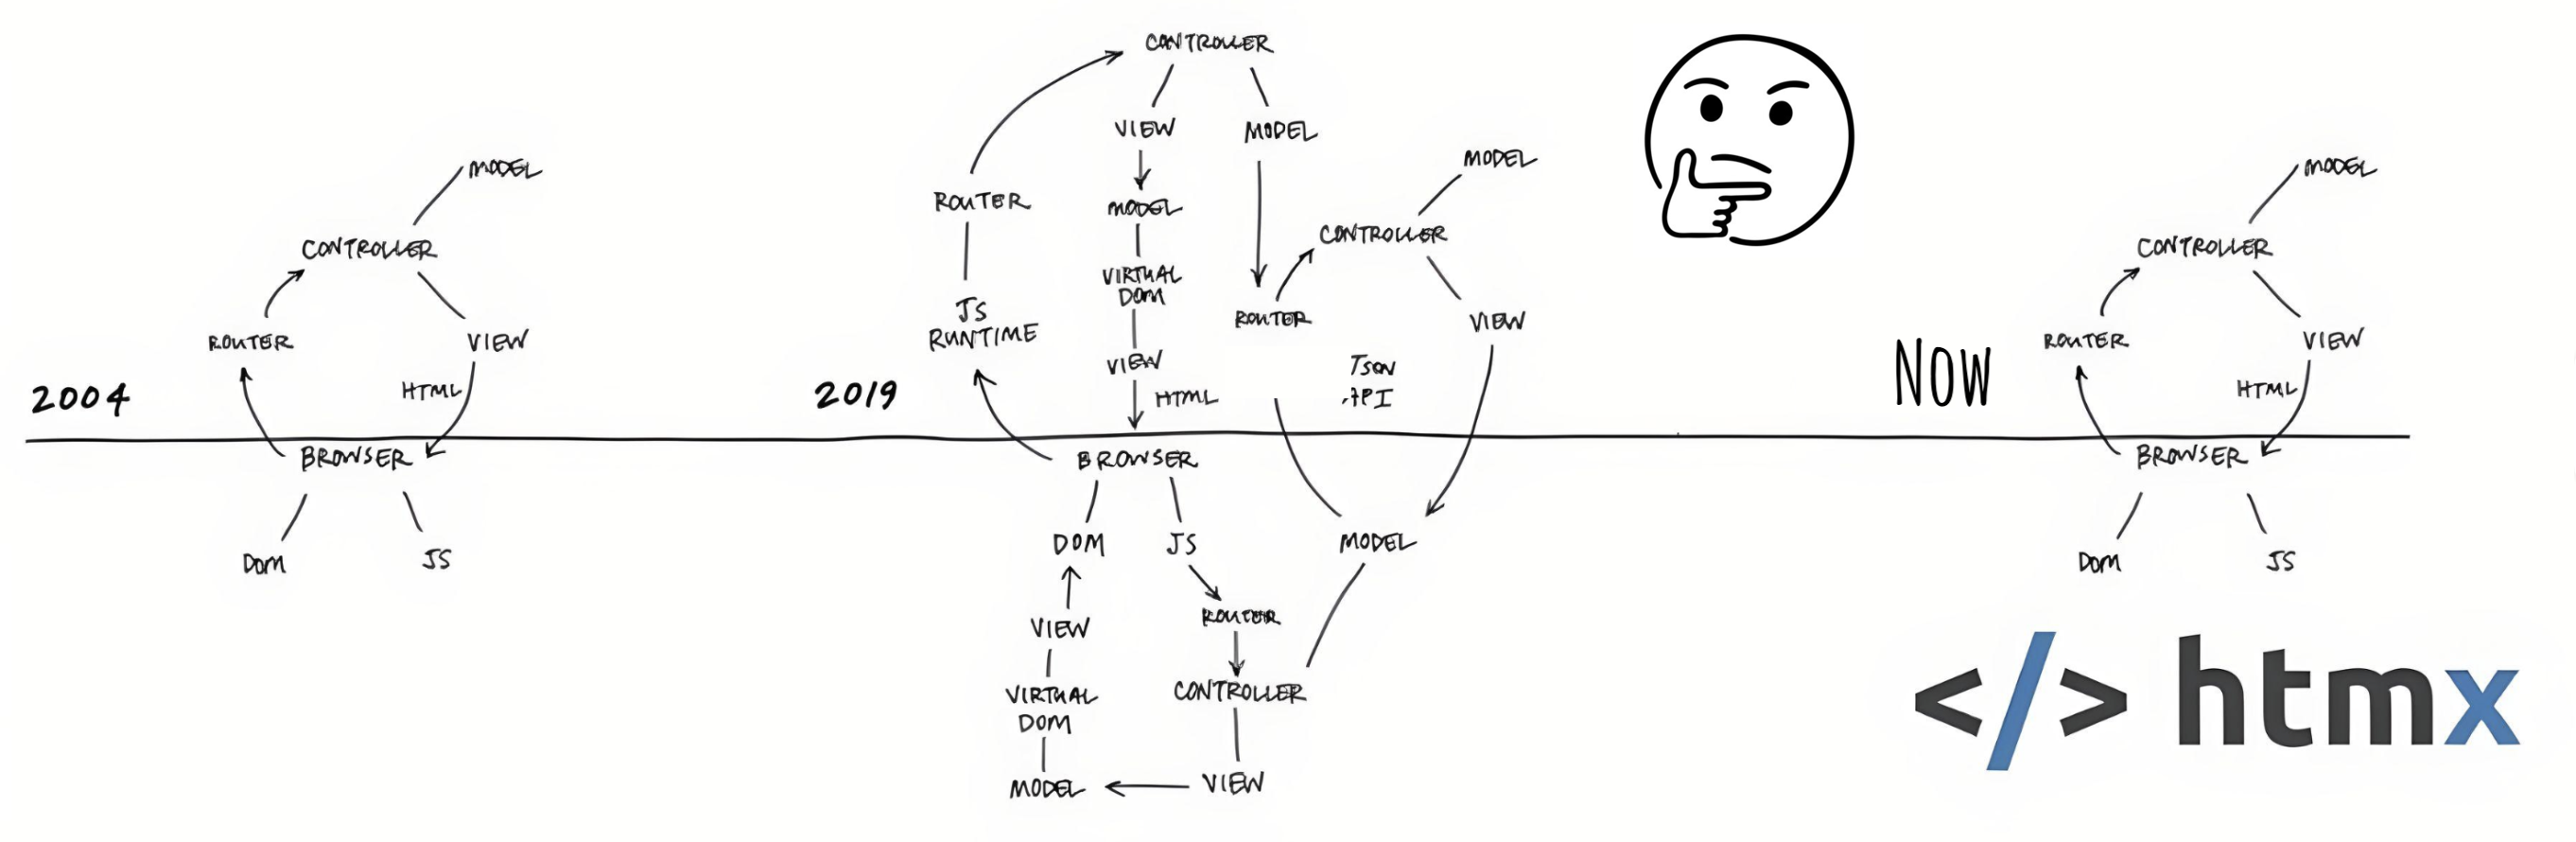 2004
MODEL
CONTROLLER
ROUTER
VIEW
HTML
BROWSER
DOM
JS
2019
CONTROLLER
VIEW
MODEL
ROUTER
MODEL
VIRTUAL
DOM
JS
RUNTIME
VIEW
HTML
MODEL
CONTROLLER
ROUTER
VIEW
JSON
API
BROWSER
DOM
JS
MODEL
VIEW
ROUTER
VIRTUAL
DOM
CONTROLLER
MODEL
VIEW
NOW
MODEL
CONTROLLER
ROUTER
VIEW
HTML
BROWSER
DOM
JS
</> htmx